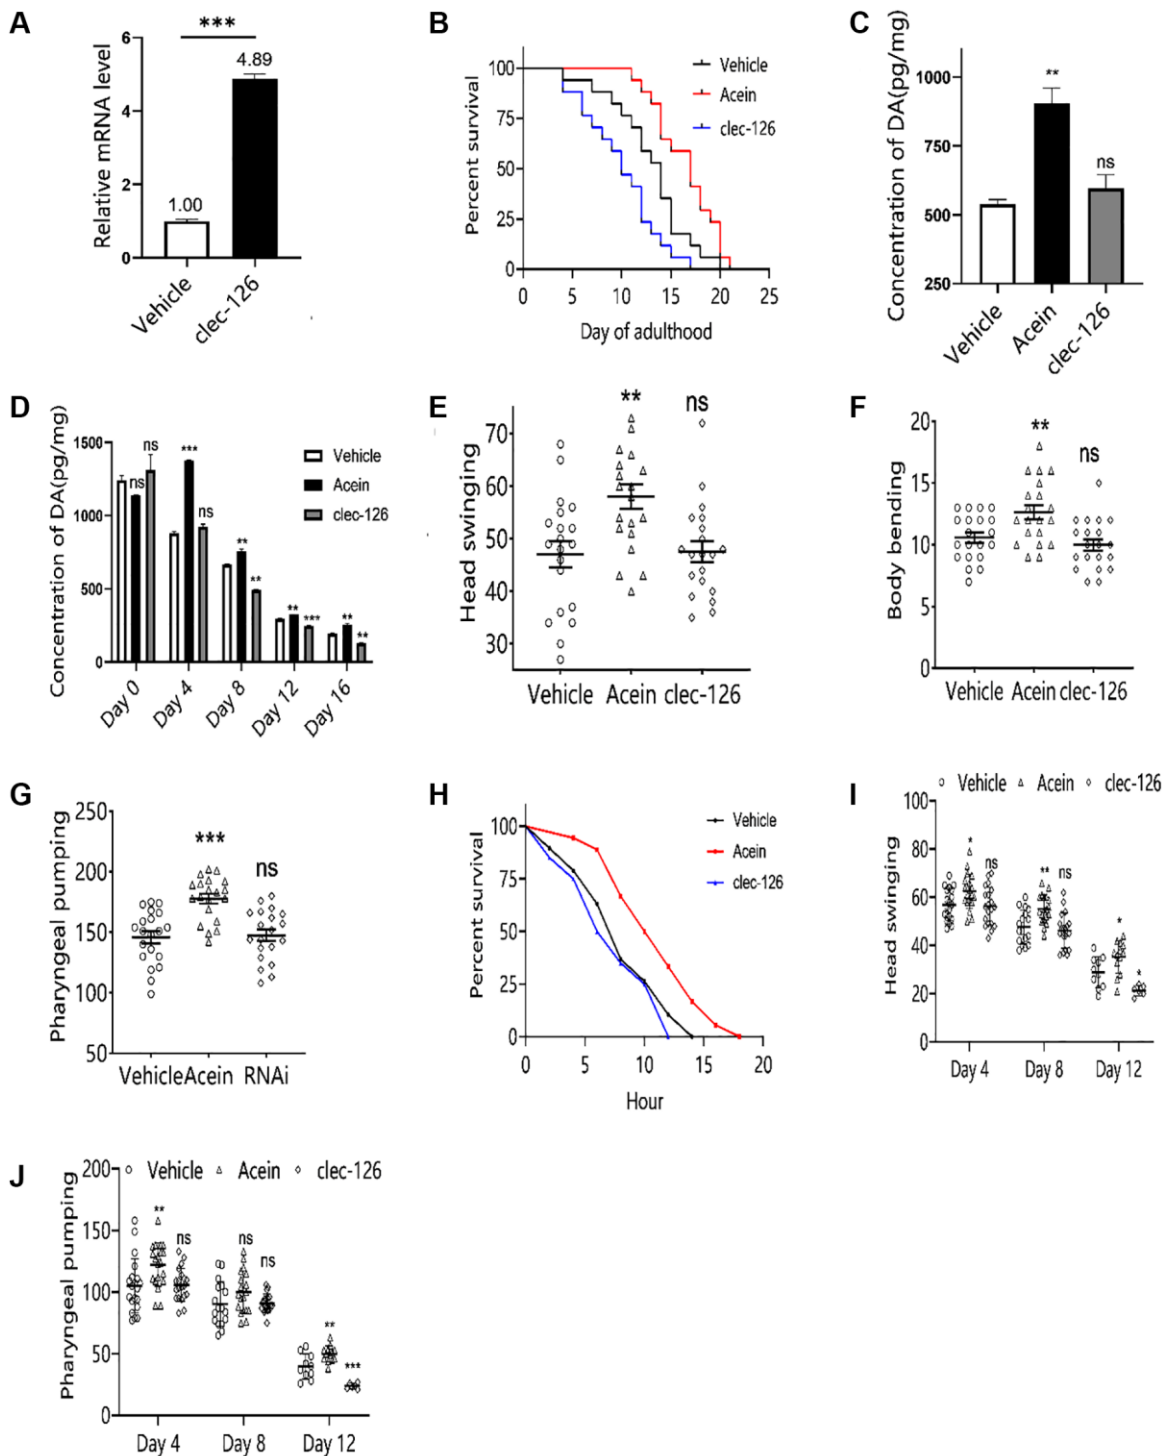 A
***
Relative mRNA level
6
4
2
0
1.00
4.89
Vehicle
clec-126
B
Percent survival
100
75
50
25
0
0 5 10 15 20 25
Day of adulthood
Vehicle
Acein
clec-126
C
Concentration of DA(pg/mg)
1000
750
500
250
**
ns
Vehicle
Acein
clec-126
D
Concentration of DA(pg/mg)
1500
1000
500
0
ns
ns
***
ns
**
**
**
***
**
**
Vehicle
Acein
clec-126
Day 0
Day 4
Day 8
Day 12
Day 16
E
Head swinging
70
60
50
40
30
**
ns
Vehicle Acein clec-126
F
Body bending
20
15
10
5
0
**
ns
Vehicle Acein clec-126
G
Pharyngeal pumping
250
200
150
100
50
***
ns
Vehicle Acein RNAi
H
Percent survival
100
75
50
25
0
0 5 10 15 20
Hour
Vehicle
Acein
clec-126
I
Vehicle Acein clec-126
Head swinging
100
80
60
40
20
0
*
ns
**
ns
*
*
Day 4 Day 8 Day 12
J
Vehicle Acein clec-126
Pharyngeal pumping
200
150
100
50
0
**
ns
ns
ns
**
***
Day 4 Day 8 Day 12